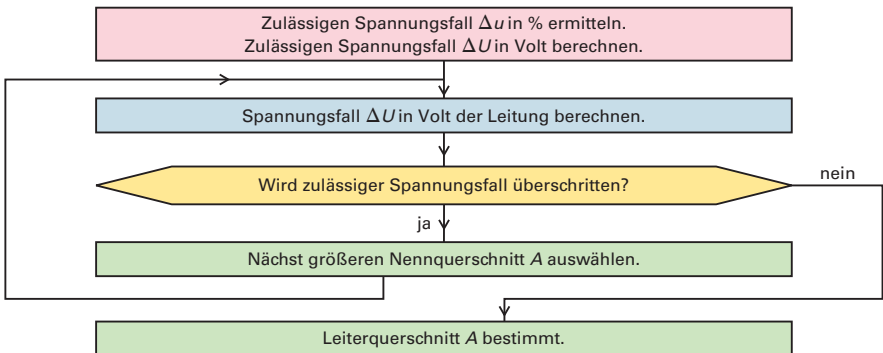 Zulässigen Spannungsfall Δu in % ermitteln.
Zulässigen Spannungsfall ΔU in Volt berechnen.
Spannungsfall ΔU in Volt der Leitung berechnen.
Wird zulässiger Spannungsfall überschritten?
nein
ja
Nächst größeren Nennquerschnitt A auswählen.
Leiterquerschnitt A bestimmt.